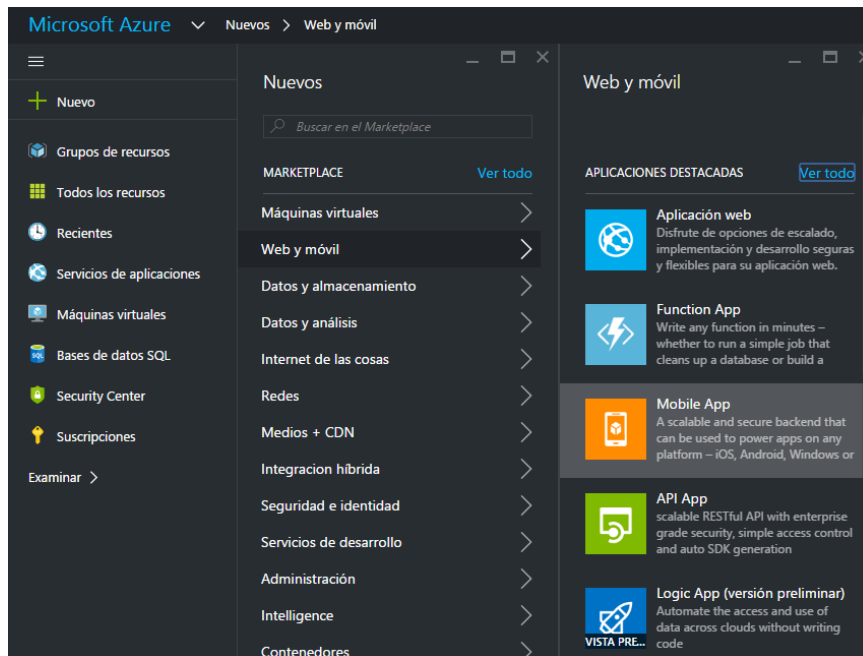 Microsoft Azure Nuevos > Web y móvil
Nuevo
Grupos de recursos
Todos los recursos
Recientes
Servicios de aplicaciones
Máquinas virtuales
Bases de datos SQL
Security Center
Suscripciones
Examinar >
Nuevos
Buscar en el Marketplace
MARKETPLACE Ver todo
Máquinas virtuales
Web y móvil
Datos y almacenamiento
Datos y análisis
Internet de las cosas
Redes
Medios + CDN
Integracion híbrida
Seguridad e identidad
Servicios de desarrollo
Administración
Intelligence
Contenedores
Web y móvil
APLICACIONES DESTACADAS Ver todo
Aplicación web
Disfrute de opciones de escalado,
implementación y desarrollo seguras
y flexibles para su aplicación web.
Function App
Write any function in minutes –
whether to run a simple job that
cleans up a database or build a
Mobile App
A scalable and secure backend that
can be used to power apps on any
platform – iOS, Android, Windows or
API App
scalable RESTful API with enterprise
grade security, simple access control
and auto SDK generation
Logic App (versión preliminar)
Automate the access and use of
data across clouds without writing
code
VISTA PRE...
SQL